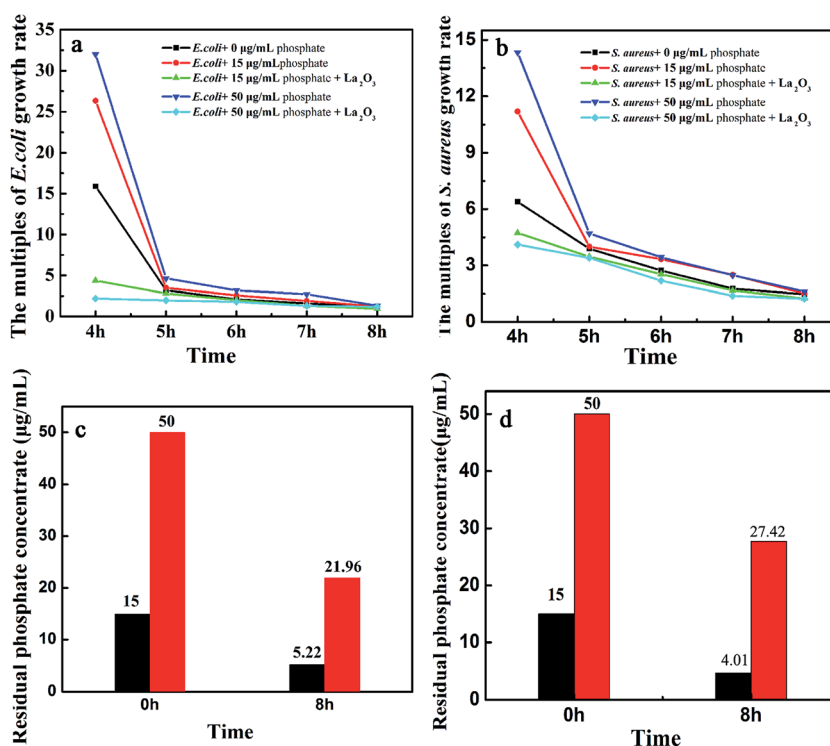 a
The multiples of E.coli growth rate
35
30
25
20
15
10
5
0
E.coli+ 0 µg/mL phosphate
E.coli+ 15 µg/mLphosphate
E.coli+ 15 µg/mL phosphate + La2O3
E.coli+ 50 µg/mL phosphate
E.coli+ 50 µg/mL phosphate + La2O3
4h 5h 6h 7h 8h
Time
b
The multiples of S. aureus growth rate
15
12
9
6
3
0
S. aureus+ 0 µg/mL phosphate
S. aureus+ 15 µg/mL phosphate
S. aureus+ 15 µg/mL phosphate + La2O3
S. aureus+ 50 µg/mL phosphate
S. aureus+ 50 µg/mL phosphate + La2O3
4h 5h 6h 7h 8h
Time
c
Residual phosphate concentrate (µg/mL)
50
40
30
20
10
0
15
50
5.22
21.96
0h 8h
Time
d
Residual phosphate concentrate(µg/mL)
50
40
30
20
10
0
15
50
4.01
27.42
0h 8h
Time